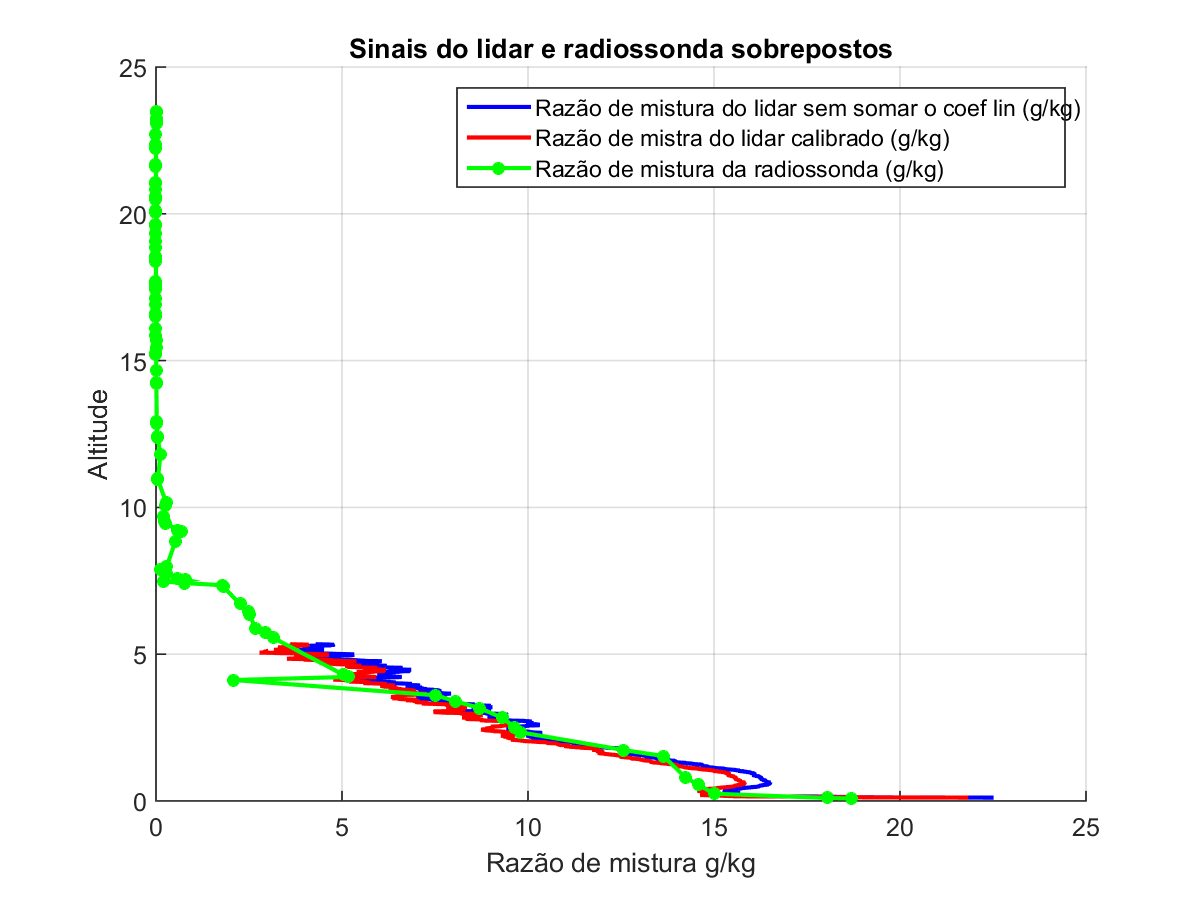 Sinais do lidar e radiossonda sobrepostos
25
20
15
10
5
0
Altitude
Razão de mistura do lidar sem somar o coef lin (g/kg)
Razão de mistra do lidar calibrado (g/kg)
Razão de mistura da radiossonda (g/kg)
0 5 10 15 20 25
Razão de mistura g/kg